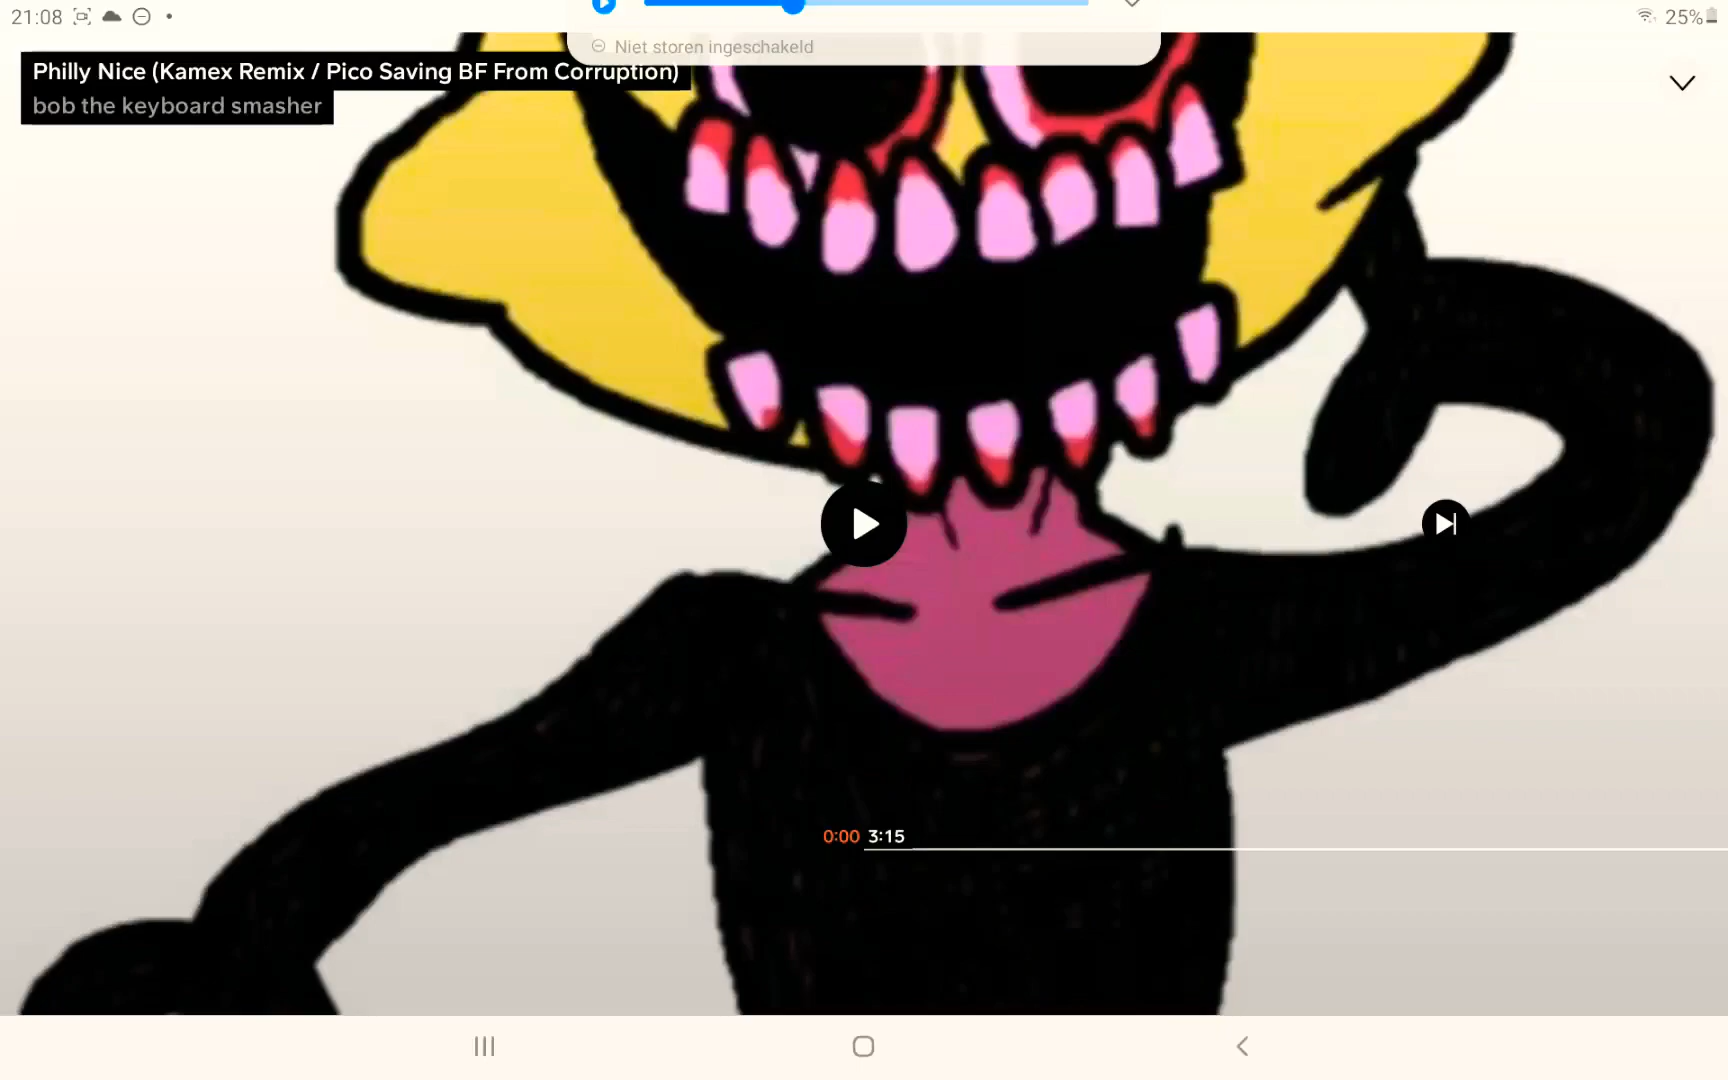 21:08
25%
Niet storen ingeschakeld
Philly Nice (Kamex Remix / Pico Saving BF From Corruption)
bob the keyboard smasher
0:00 3:15